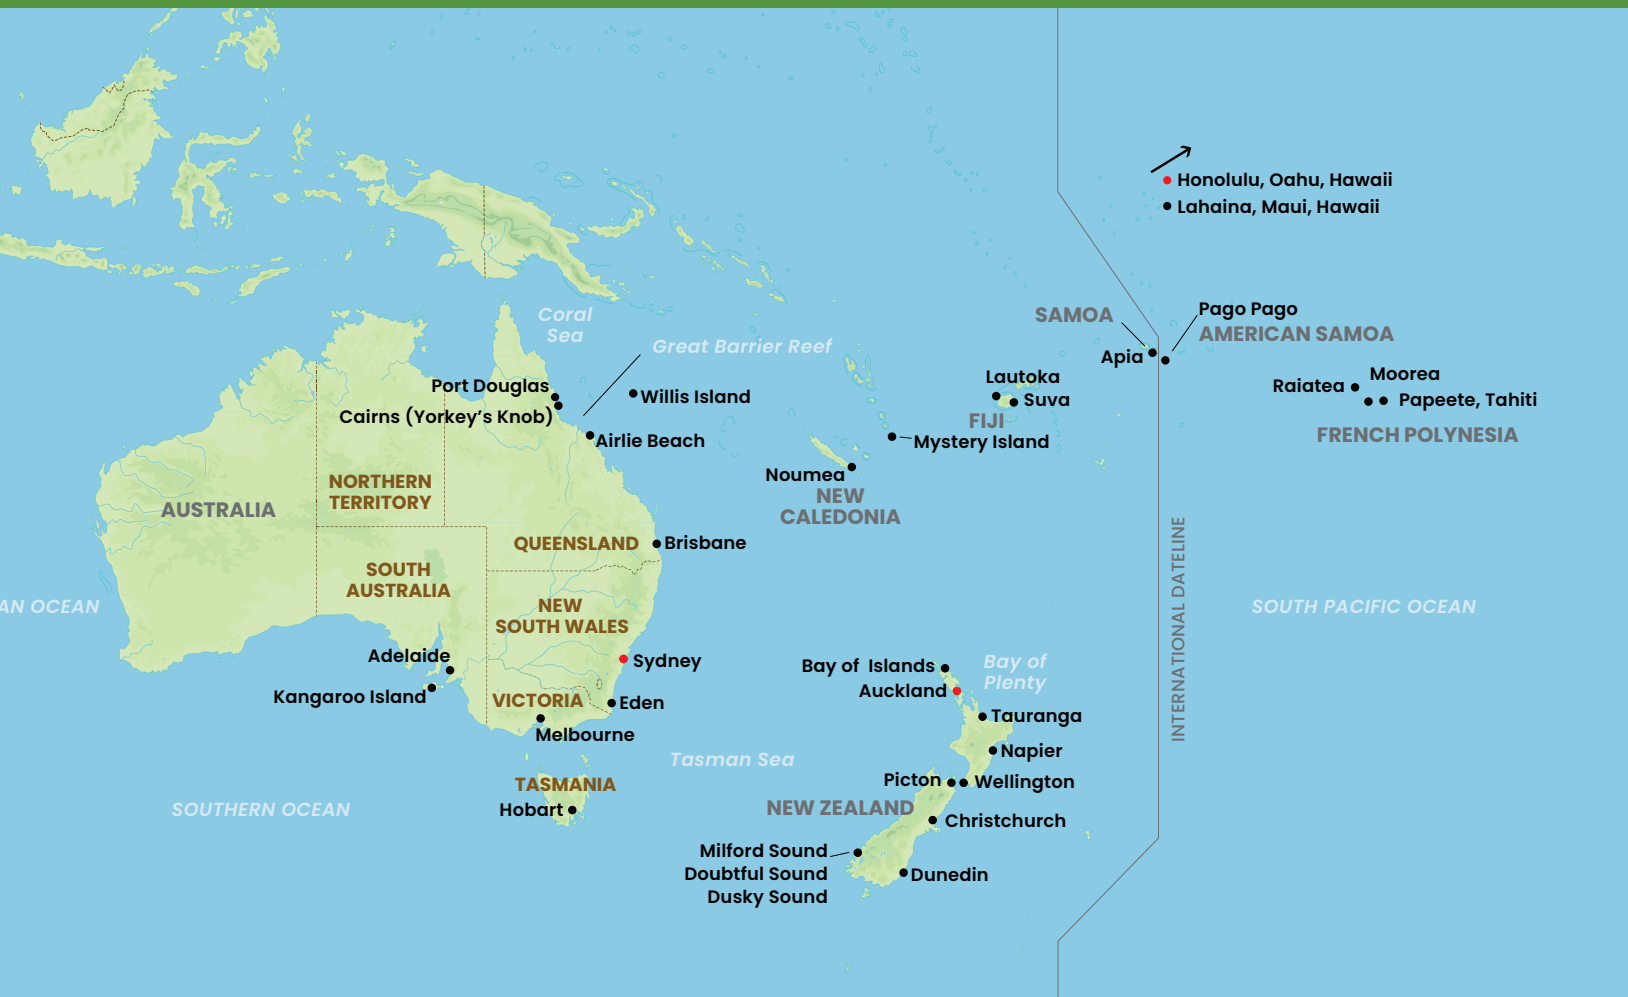 Honolulu, Oahu, Hawaii
Lahaina, Maui, Hawaii
Coral
Sea
Great Barrier Reef
SAMOA
Pago Pago
AMERICAN SAMOA
Apia
Port Douglas
Cairns (Yorkey's Knob)
Willis Island
Airlie Beach
Lautoka
Suva
FIJI
Mystery Island
Raiatea
Moorea
Papeete, Tahiti
FRENCH POLYNESIA
Noumea
NEW
CALEDONIA
NORTHERN
TERRITORY
AUSTRALIA
QUEENSLAND
Brisbane
SOUTH
AUSTRALIA
NEW
SOUTH WALES
AN OCEAN
SOUTH PACIFIC OCEAN
INTERNATIONAL DATELINE
Adelaide
Kangaroo Island
Sydney
VICTORIA
Eden
Melbourne
Bay of Islands
Bay of
Plenty
Auckland
Tauranga
Napier
Tasman Sea
TASMANIA
Hobart
SOUTHERN OCEAN
Picton
Wellington
NEW ZEALAND
Christchurch
Milford Sound
Doubtful Sound
Dusky Sound
Dunedin